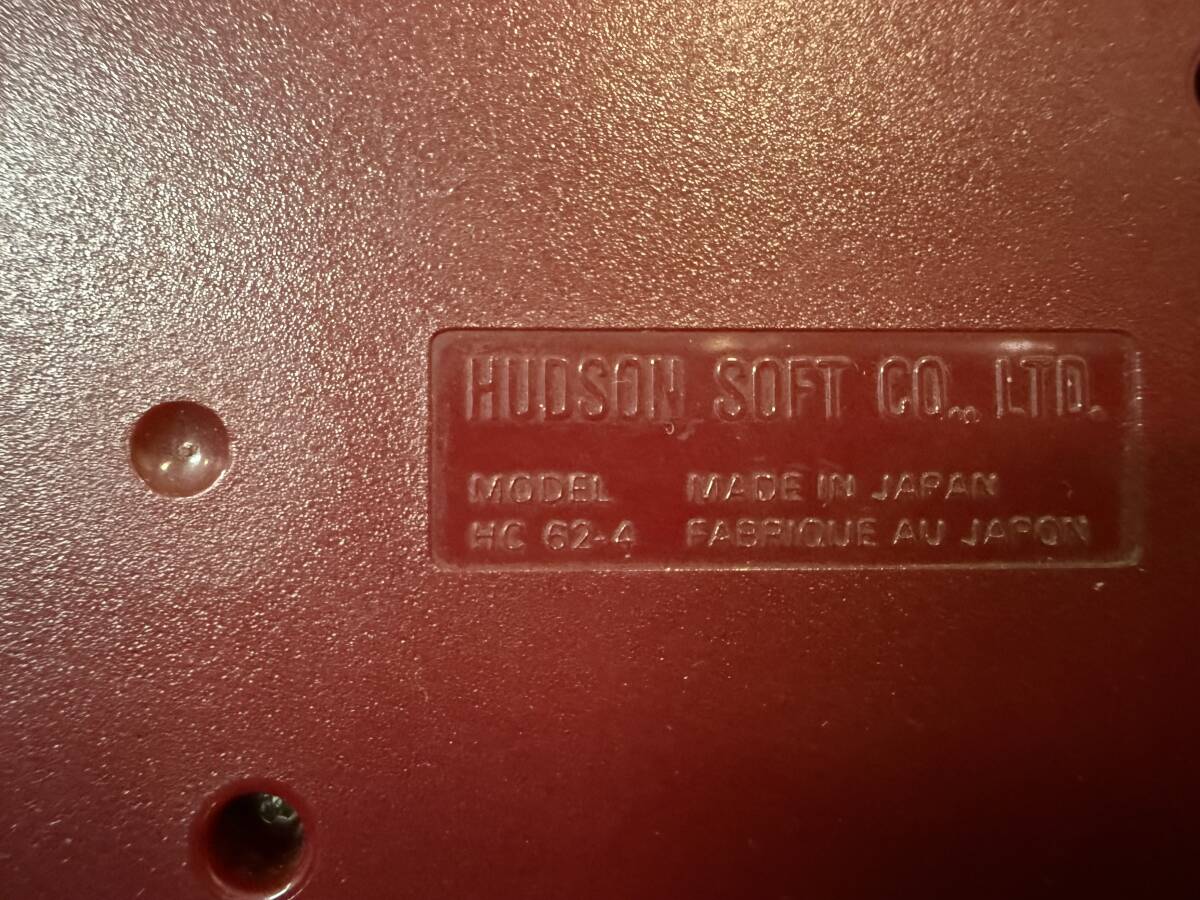 HUDSON SOFT CO., LTD.
MODEL MADE IN JAPAN
HC 62-4 FABRIQUE AU JAPON